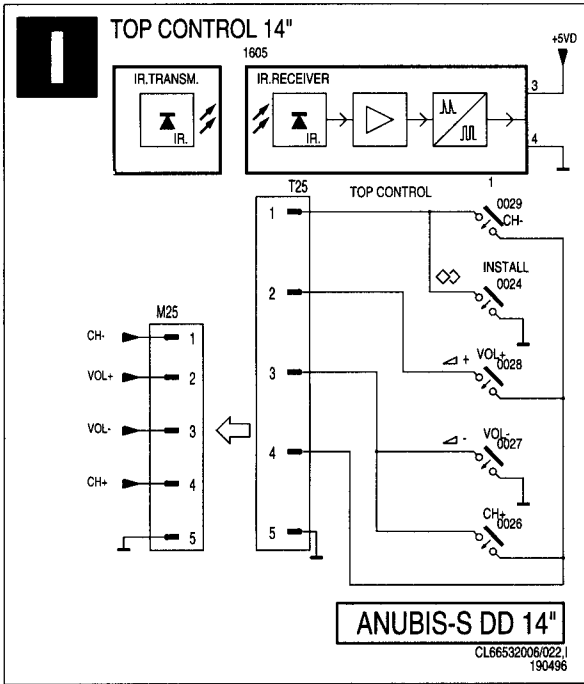 I
TOP CONTROL 14"
1605
+5VD
IR.TRANSM.
IR.
IR.RECEIVER
IR.
3
4
1
T25
TOP CONTROL
1
2
3
4
5
0029
CH-
INSTALL
0024
+ VOL+
0028
- VOL-
0027
CH+
0026
M25
CH- 1
VOL+ 2
VOL- 3
CH+ 4
5
ANUBIS-S DD 14"
CL66532006/022,I
190496